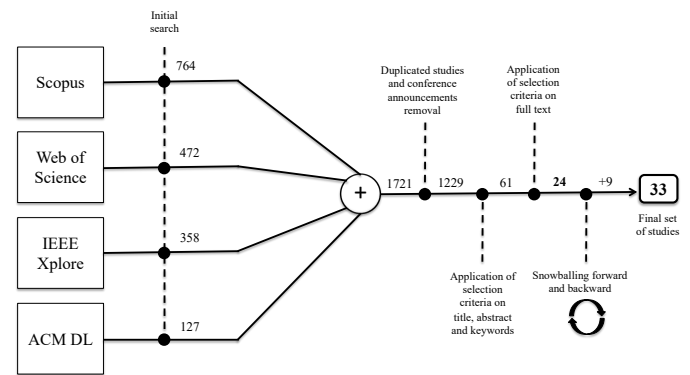 Initial
search
Scopus
764
Web of
Science
472
IEEE
Xplore
358
ACM DL
127
+
1721
Duplicated studies
and conference
announcements
removal
1229
Application of
selection
criteria on
title, abstract
and keywords
61
Application
of selection
criteria on
full text
24
Snowballing forward
and backward
+9
33
Final set
of studies